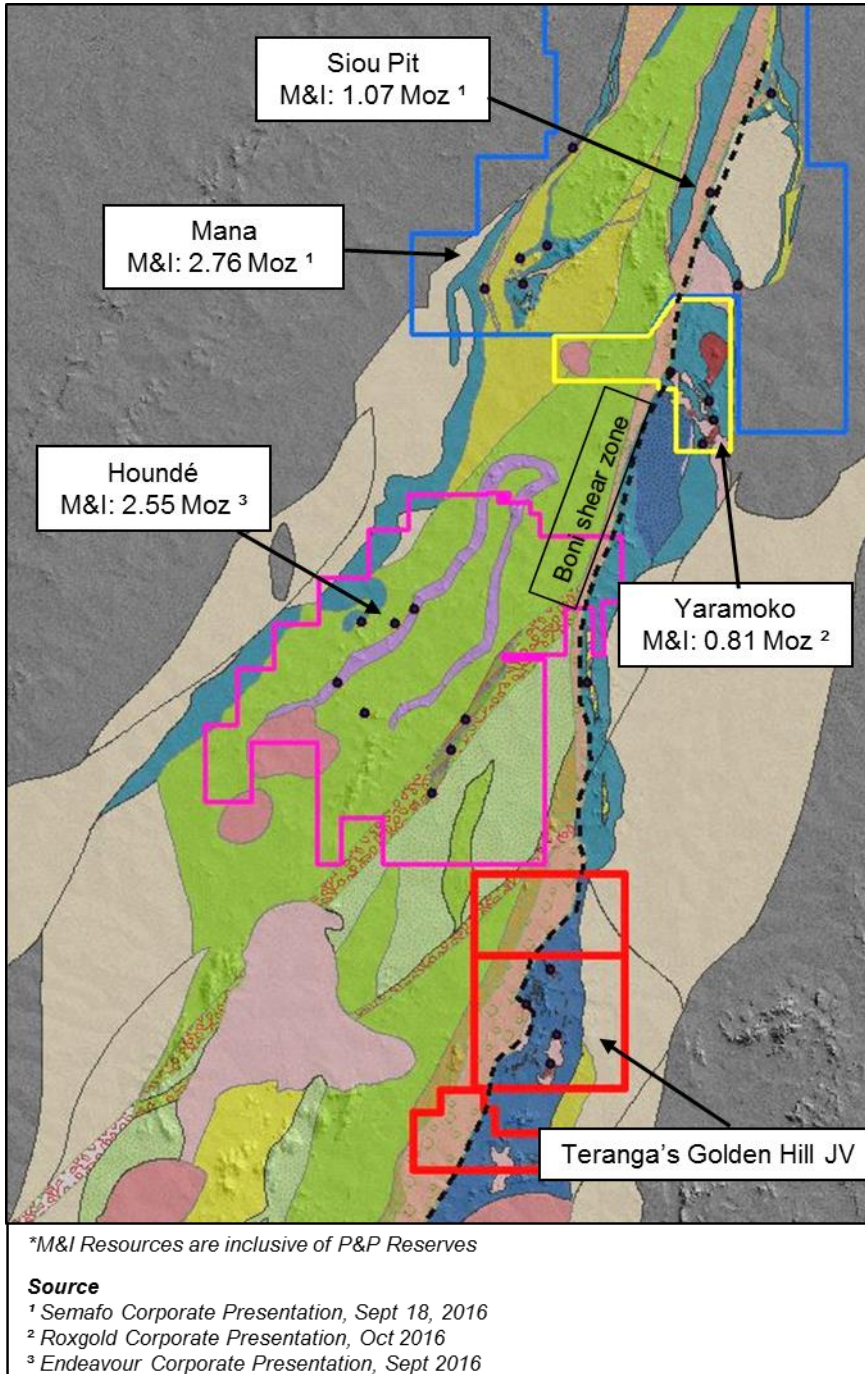 Siou Pit
M&I: 1.07 Moz ¹
Mana
M&I: 2.76 Moz ¹
Houndé
M&I: 2.55 Moz ³
Boni shear zone
Yaramoko
M&I: 0.81 Moz ²
Teranga's Golden Hill JV
*M&I Resources are inclusive of P&P Reserves
Source
¹ Semafo Corporate Presentation, Sept 18, 2016
² Roxgold Corporate Presentation, Oct 2016
³ Endeavour Corporate Presentation, Sept 2016